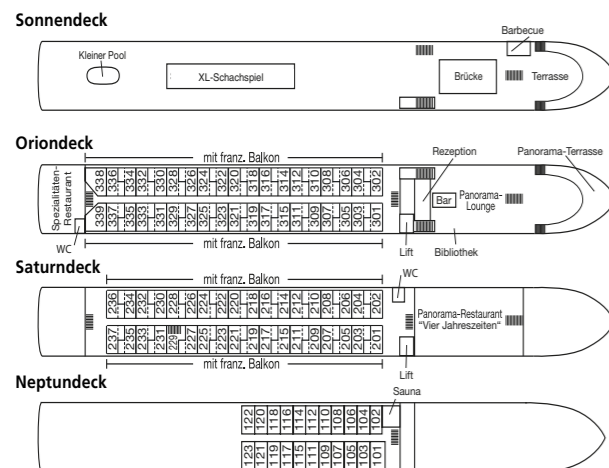 Sonnendeck
Barbecue
Kleiner Pool
XL-Schachspiel
Brücke
Terrasse
Oriondeck
mit franz. Balkon
Rezeption
Panorama-Terrasse
Spezialitäten-
Restaurant
338 336 334 332 330 328 326 324 322 320 318 316 314 312 310 308 306 304 302
339 337 335 333 331 329 327 325 323 321 319 317 315 311 309 307 305 303 301
Bar
Panorama-
Lounge
WC
mit franz. Balkon
Lift
Bibliothek
Saturndeck
mit franz. Balkon
WC
236 234 232 230 228 226 224 222 220 218 216 214 212 210 208 206 204 202
237 235 233 231 229 227 225 223 221 219 217 215 211 209 207 205 203 201
Panorama-Restaurant
"Vier Jahreszeiten"
mit franz. Balkon
Lift
Neptundeck
Sauna
122 120 118 116 114 112 110 108 106 104 102
123 121 119 117 115 111 109 107 105 103 101